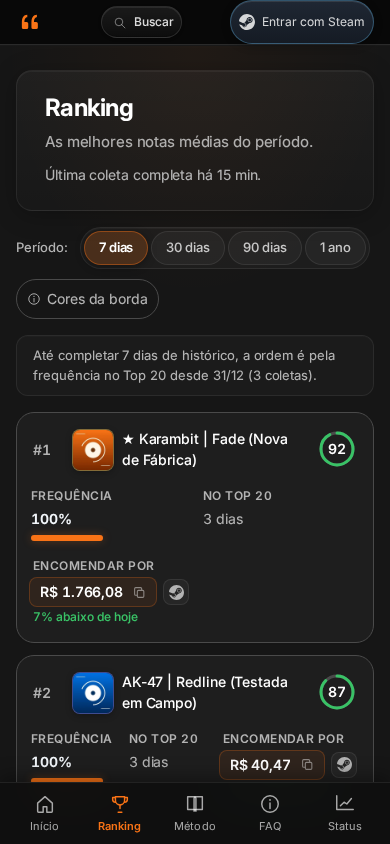 Buscar
Entrar com Steam
Ranking
As melhores notas médias do período.
Última coleta completa há 15 min.
Período:
7 dias
30 dias
90 dias
1 ano
Cores da borda
Até completar 7 dias de histórico, a ordem é pela
frequência no Top 20 desde 31/12 (3 coletas).
#1
★ Karambit | Fade (Nova
de Fábrica)
92
FREQUÊNCIA
NO TOP 20
100%
3 dias
ENCOMENDAR POR
R$ 1.766,08
7% abaixo de hoje
#2
AK-47 | Redline (Testada
em Campo)
87
FREQUÊNCIA
NO TOP 20
ENCOMENDAR POR
100%
3 dias
R$ 40,47
Início
Ranking
Método
FAQ
Status